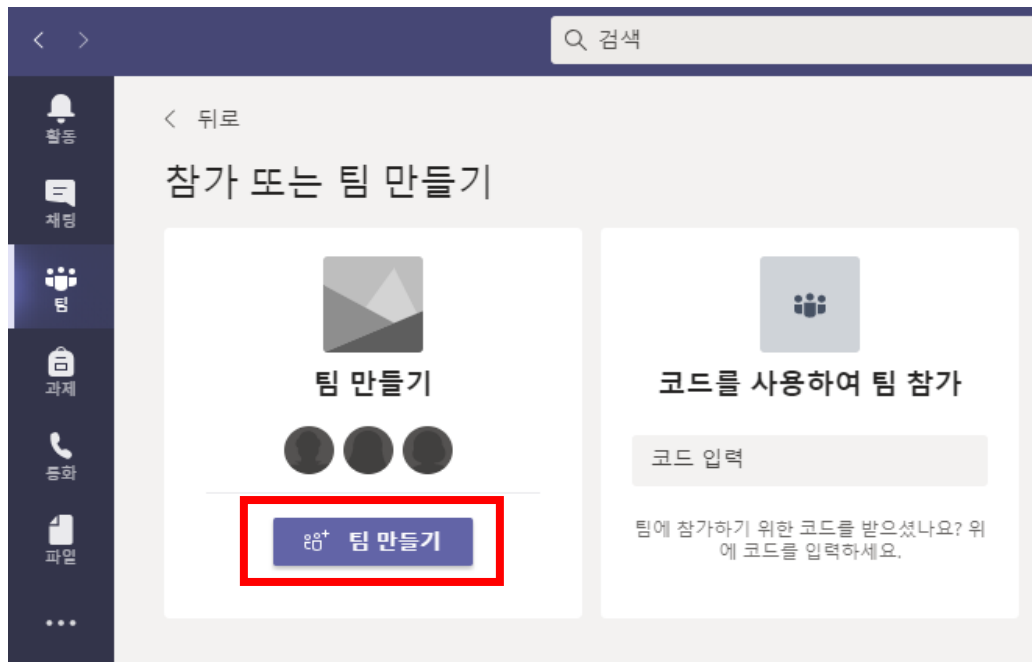 검색
활동
채팅
팀
과제
통화
파일
뒤로
참가 또는 팀 만들기
팀 만들기
팀 만들기
코드를 사용하여 팀 참가
코드 입력
팀에 참가하기 위한 코드를 받으셨나요? 위
에 코드를 입력하세요.